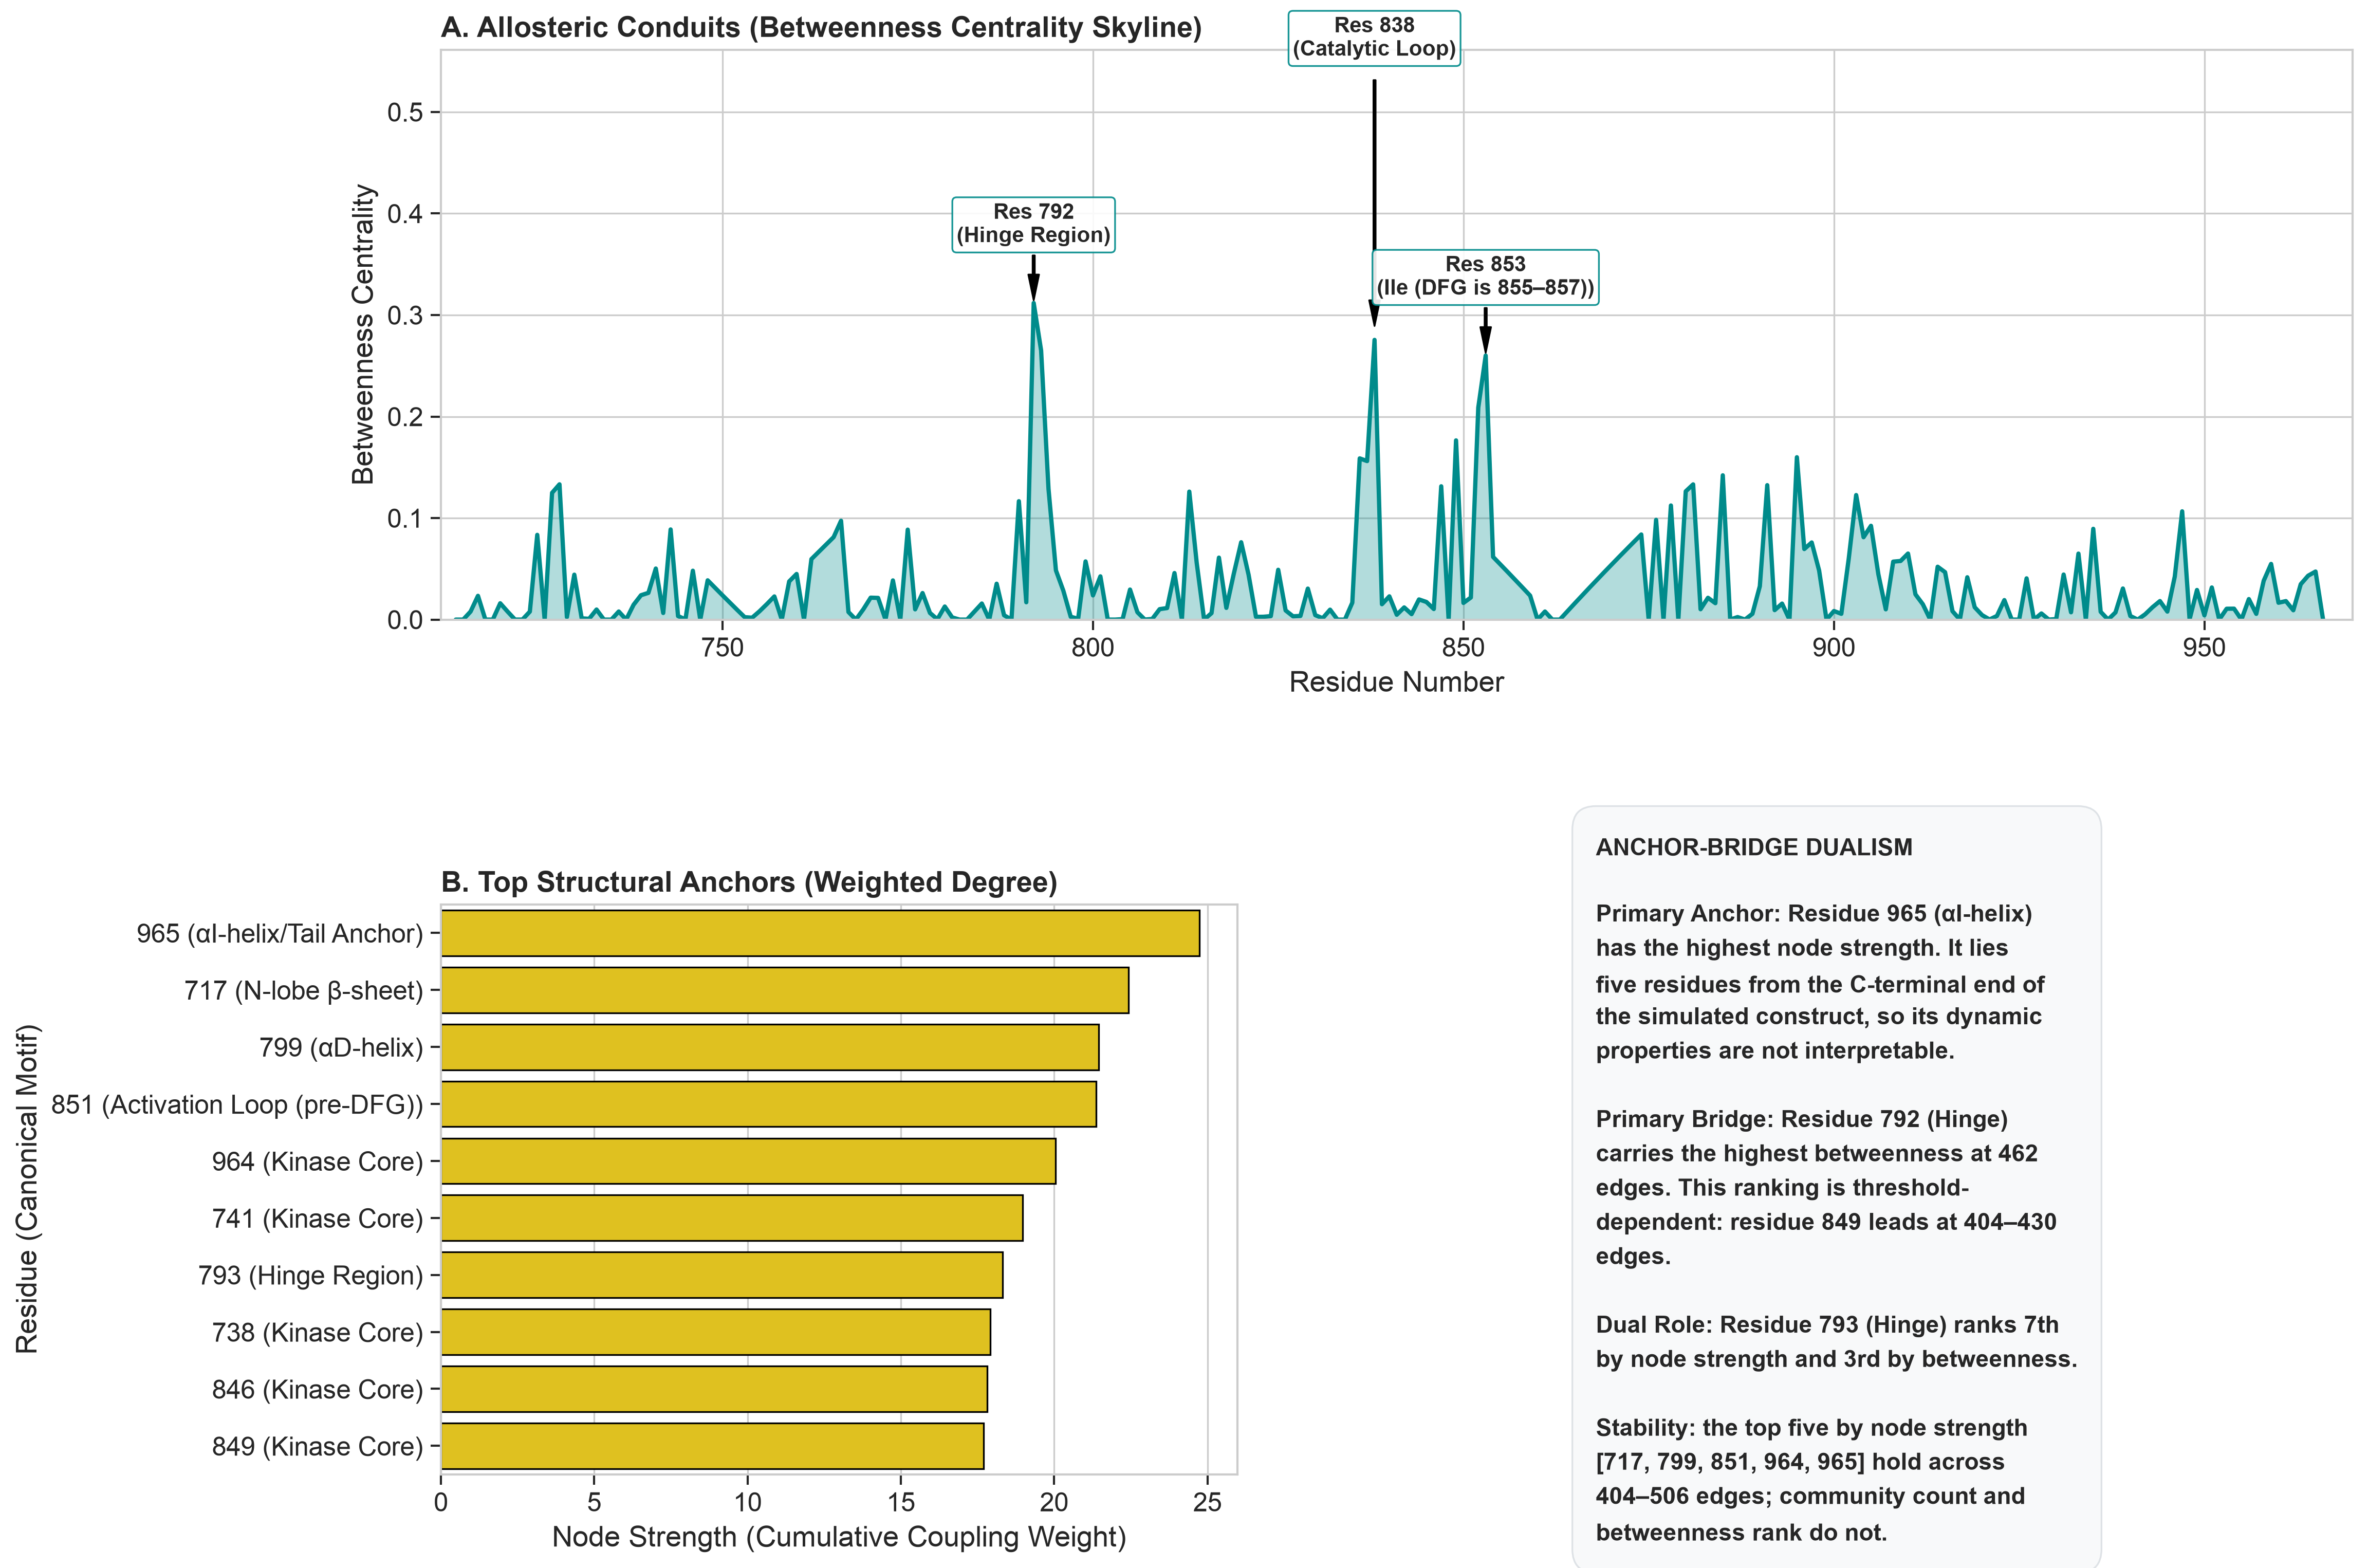 A. Allosteric Conduits (Betweenness Centrality Skyline)
Res 838
(Catalytic Loop)
Res 792
(Hinge Region)
Res 853
(Ile (DFG is 855–857))
Betweenness Centrality
0.5
0.4
0.3
0.2
0.1
0.0
750
800
850
900
950
Residue Number
B. Top Structural Anchors (Weighted Degree)
Residue (Canonical Motif)
965 (αI-helix/Tail Anchor)
717 (N-lobe β-sheet)
799 (αD-helix)
851 (Activation Loop (pre-DFG))
964 (Kinase Core)
741 (Kinase Core)
793 (Hinge Region)
738 (Kinase Core)
846 (Kinase Core)
849 (Kinase Core)
0
5
10
15
20
25
Node Strength (Cumulative Coupling Weight)
ANCHOR-BRIDGE DUALISM
Primary Anchor: Residue 965 (αI-helix)
has the highest node strength. It lies
five residues from the C-terminal end of
the simulated construct, so its dynamic
properties are not interpretable.
Primary Bridge: Residue 792 (Hinge)
carries the highest betweenness at 462
edges. This ranking is threshold-
dependent: residue 849 leads at 404–430
edges.
Dual Role: Residue 793 (Hinge) ranks 7th
by node strength and 3rd by betweenness.
Stability: the top five by node strength
[717, 799, 851, 964, 965] hold across
404–506 edges; community count and
betweenness rank do not.